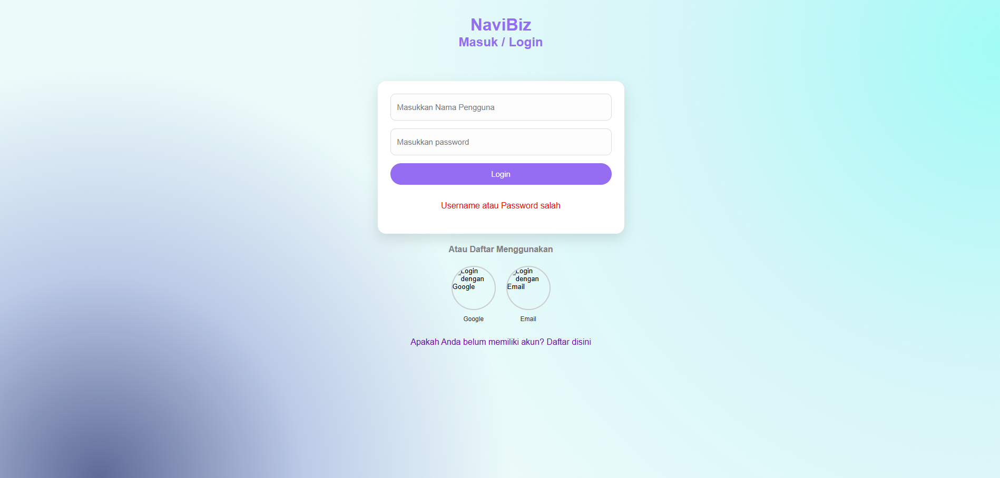 NaviBiz
Masuk / Login
Masukkan Nama Pengguna
Masukkan password
Login
Username atau Password salah
Atau Daftar Menggunakan
Login
dengan
Google
Login
dengan
Email
Google
Email
Apakah Anda belum memiliki akun? Daftar disini